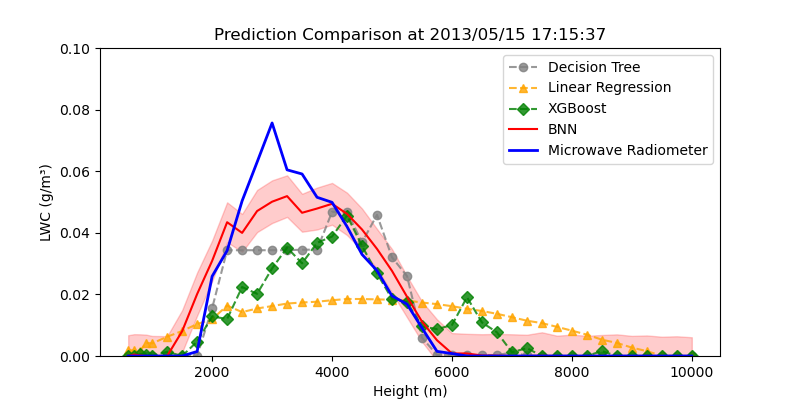 Prediction Comparison at 2013/05/15 17:15:37
0.10
0.08
0.06
0.04
0.02
0.00
LWC (g/m³)
Decision Tree
Linear Regression
XGBoost
BNN
Microwave Radiometer
2000
4000
6000
8000
10000
Height (m)